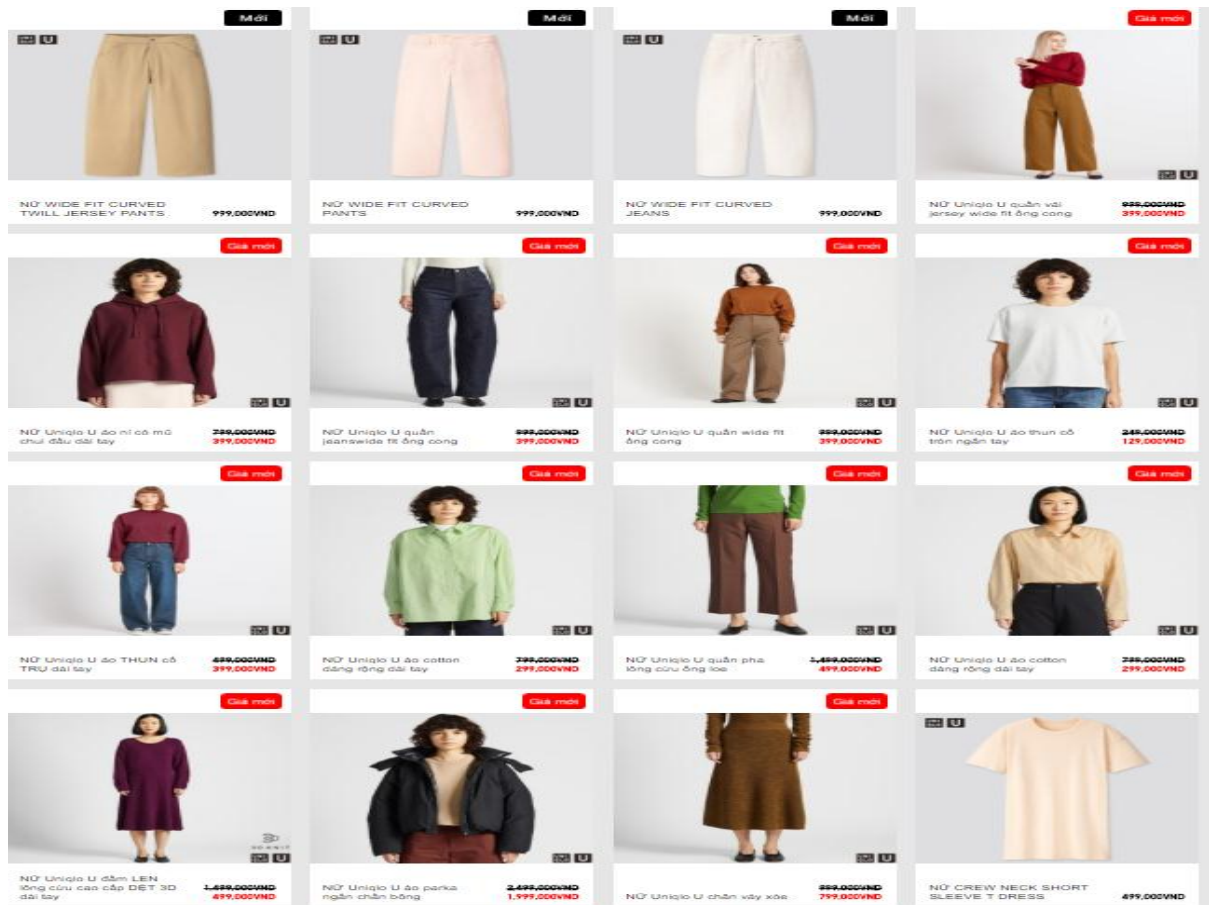 Mới
Mới
Mới
Giá mới
U
U
U
U
NỮ WIDE FIT CURVED
TWILL JERSEY PANTS
999,000VND
NỮ WIDE FIT CURVED
PANTS
999,000VND
NỮ WIDE FIT CURVED
JEANS
999,000VND
NỮ Uniqlo U quần vải
jersey wide fit ống cong
999,000VND
399,000VND
Giá mới
Giá mới
Giá mới
Giá mới
U
U
U
U
NỮ Uniqlo U áo nỉ có mũ
chui đầu dài tay
799,000VND
399,000VND
NỮ Uniqlo U quần
jeanswide fit ống cong
999,000VND
399,000VND
NỮ Uniqlo U quần wide fit
ống cong
999,000VND
399,000VND
NỮ Uniqlo U áo thun cổ
tròn ngắn tay
249,000VND
129,000VND
Giá mới
Giá mới
Giá mới
Giá mới
U
U
U
U
NỮ Uniqlo U áo THUN cổ
TRỤ dài tay
499,000VND
399,000VND
NỮ Uniqlo U áo cotton
dáng rộng dài tay
799,000VND
299,000VND
NỮ Uniqlo U quần pha
lông cừu ống loe
1,499,000VND
499,000VND
NỮ Uniqlo U áo cotton
dáng rộng dài tay
799,000VND
299,000VND
Giá mới
Giá mới
Giá mới
U
3D KNIT
U
U
U
NỮ Uniqlo U đầm LEN
lông cừu cao cấp DỆT 3D
dài tay
1,499,000VND
499,000VND
NỮ Uniqlo U áo parka
ngắn chần bông
2,499,000VND
1,999,000VND
NỮ Uniqlo U chân váy xòe
999,000VND
799,000VND
NỮ CREW NECK SHORT
SLEEVE T DRESS
499,000VND